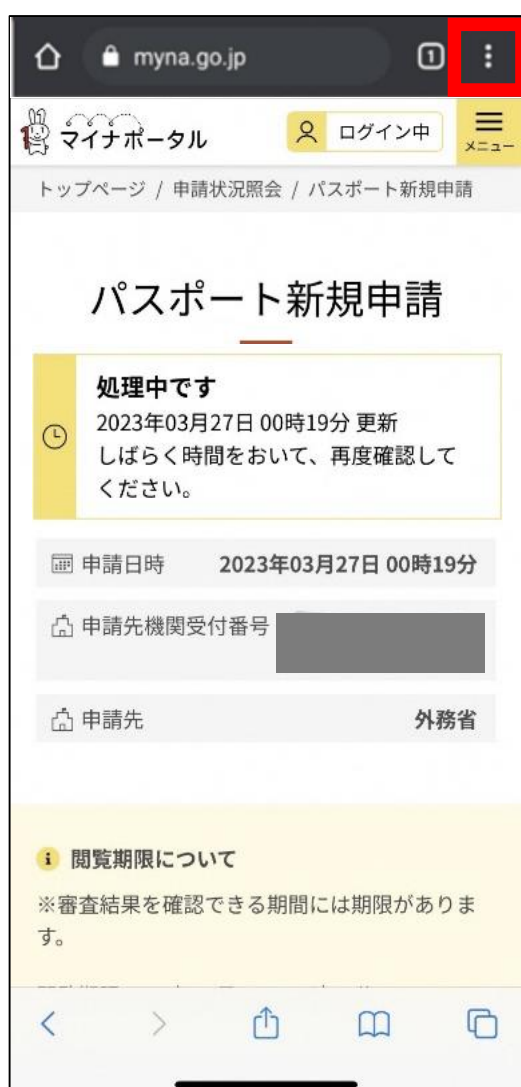 myna.go.jp
1
マイナポータル
ログイン中
メニュー
トップページ / 申請状況照会 / パスポート新規申請
パスポート新規申請
処理中です
2023年03月27日 00時19分 更新
しばらく時間をおいて、再度確認して
ください。
申請日時 2023年03月27日 00時19分
申請先機関受付番号
申請先 外務省
閲覧期限について
※審査結果を確認できる期間には期限がありま
す。